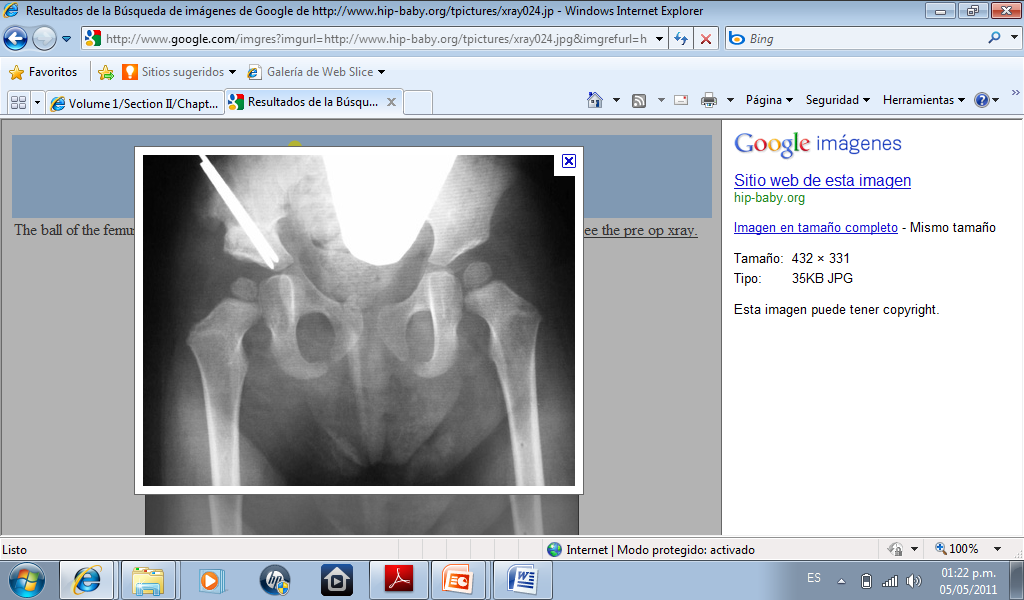 Resultados de la Búsqueda de imágenes de Google de http://www.hip-baby.org/tpictures/xray024.jp - Windows Internet Explorer
http://www.google.com/imgres?imgurl=http://www.hip-baby.org/tpictures/xray024.jpg&imgrefurl=h
Bing
Favoritos
Sitios sugeridos
Galería de Web Slice
Volume 1/Section II/Chapt...
Resultados de la Búsqu...
Página
Seguridad
Herramientas
»
Google imágenes
Sitio web de esta imagen
hip-baby.org
The ball of the femu
ee the pre op xray.
Imagen en tamaño completo - Mismo tamaño
Tamaño: 432 × 331
Tipo: 35KB JPG
Esta imagen puede tener copyright.
Listo
Internet | Modo protegido: activado
100%
ES
01:22 p.m.
05/05/2011